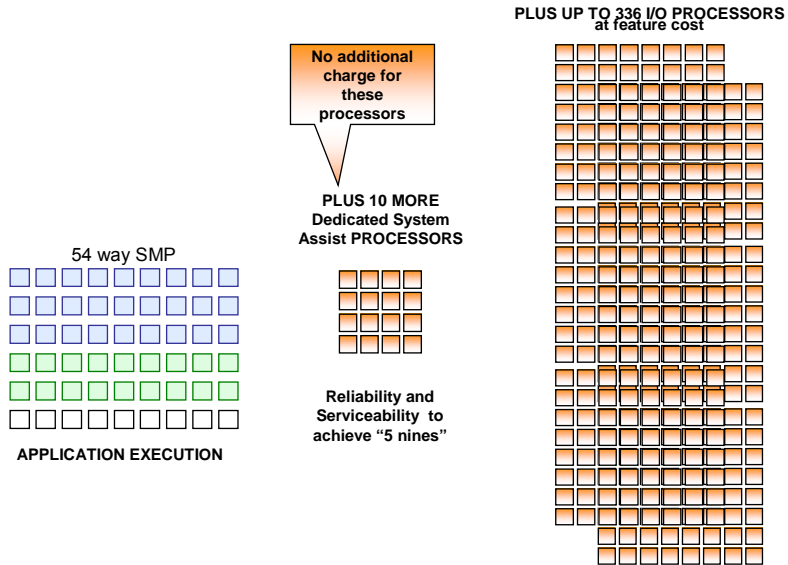 PLUS UP TO 336 I/O PROCESSORS
at feature cost
No additional
charge for
these
processors
PLUS 10 MORE
Dedicated System
Assist PROCESSORS
54 way SMP
Reliability and
Serviceability to
achieve “5 nines”
APPLICATION EXECUTION